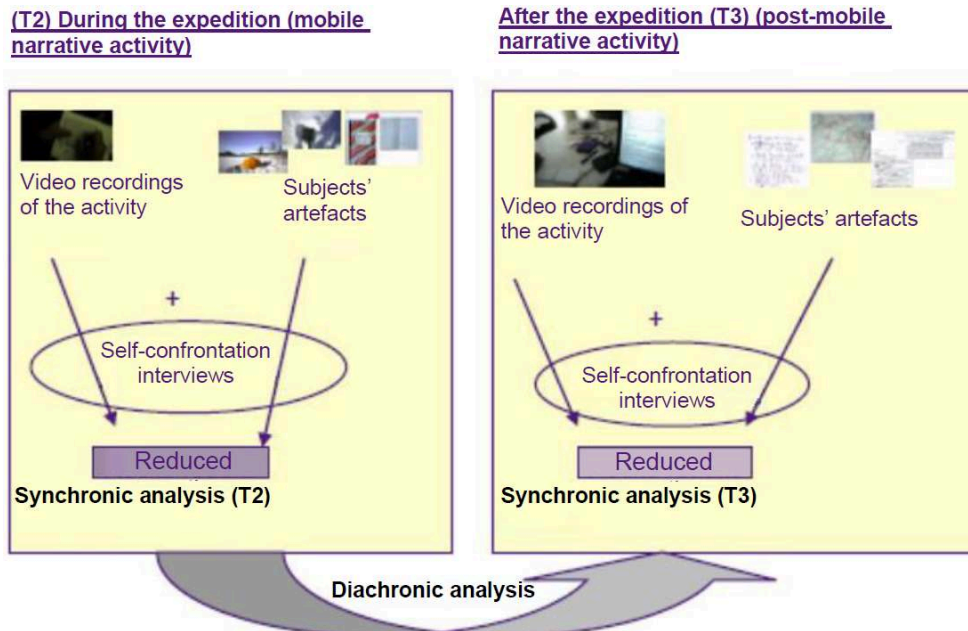 (T2) During the expedition (mobile
narrative activity)
After the expedition (T3) (post-mobile
narrative activity)
Video recordings
of the activity
Subjects'
artefacts
+
Self-confrontation
interviews
Reduced
Synchronic analysis (T2)
Video recordings of
the activity
Subjects' artefacts
+
Self-confrontation
interviews
Reduced
Synchronic analysis (T3)
Diachronic analysis